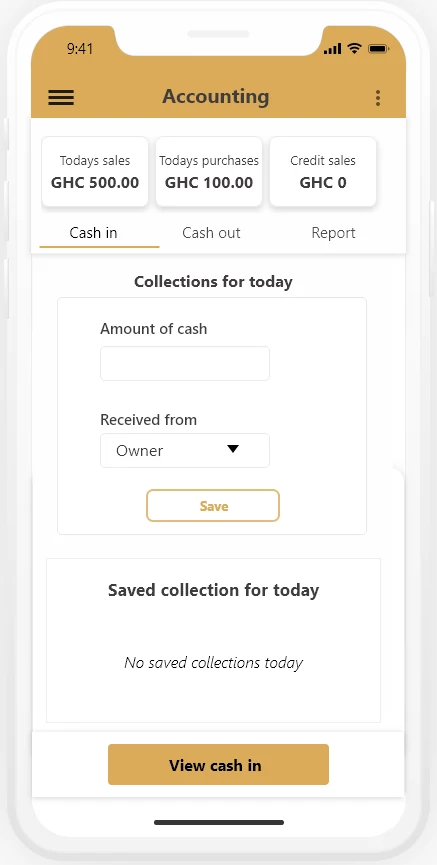 9:41
Accounting
Todays sales
GHC 500.00
Todays purchases
GHC 100.00
Credit sales
GHC 0
Cash in
Cash out
Report
Collections for today
Amount of cash
Received from
Owner
Save
Saved collection for today
No saved collections today
View cash in